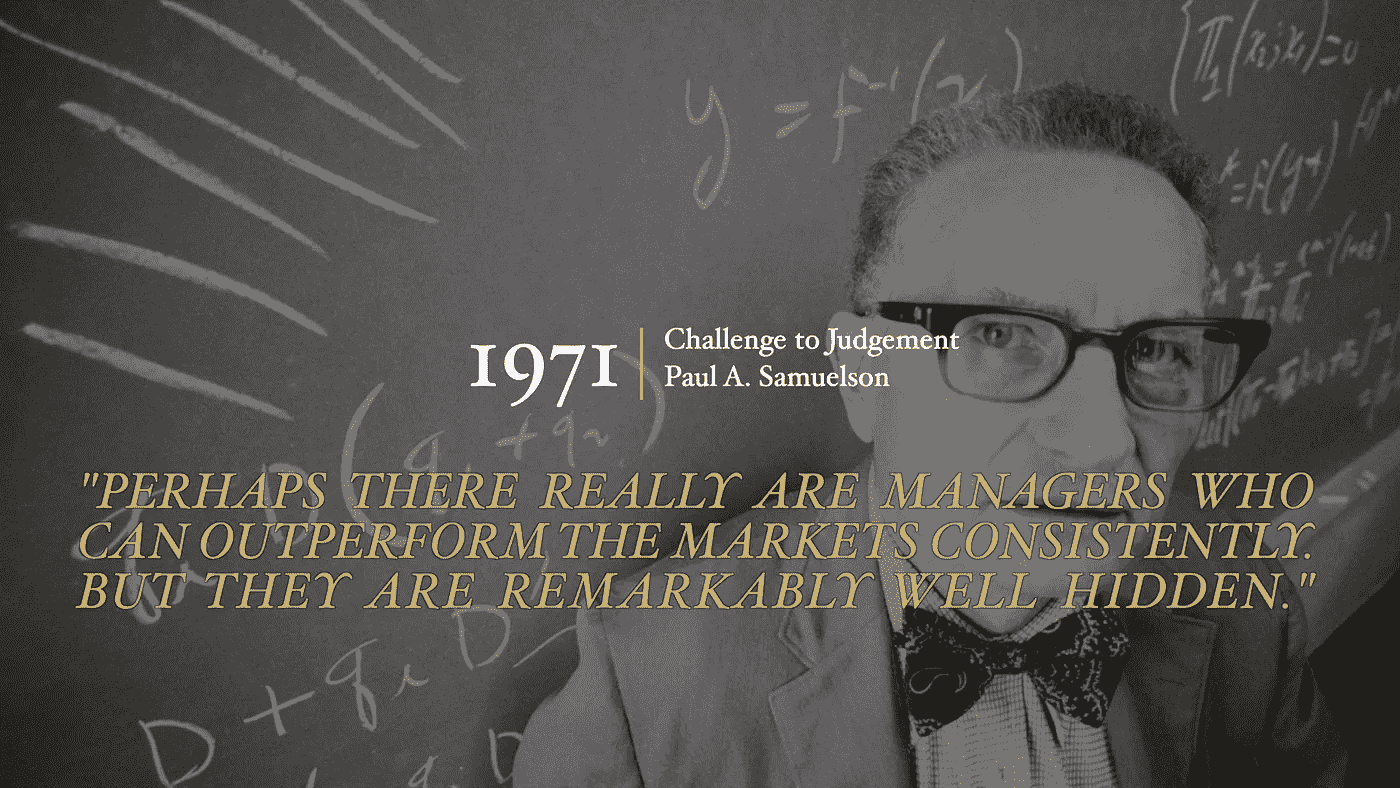 y = f⁻¹(x)
1971
Challenge to Judgement
Paul A. Samuelson
"PERHAPS THERE REALLY ARE MANAGERS WHO
CAN OUTPERFORM THE MARKETS CONSISTENTLY.
BUT THEY ARE REMARKABLY WELL HIDDEN."